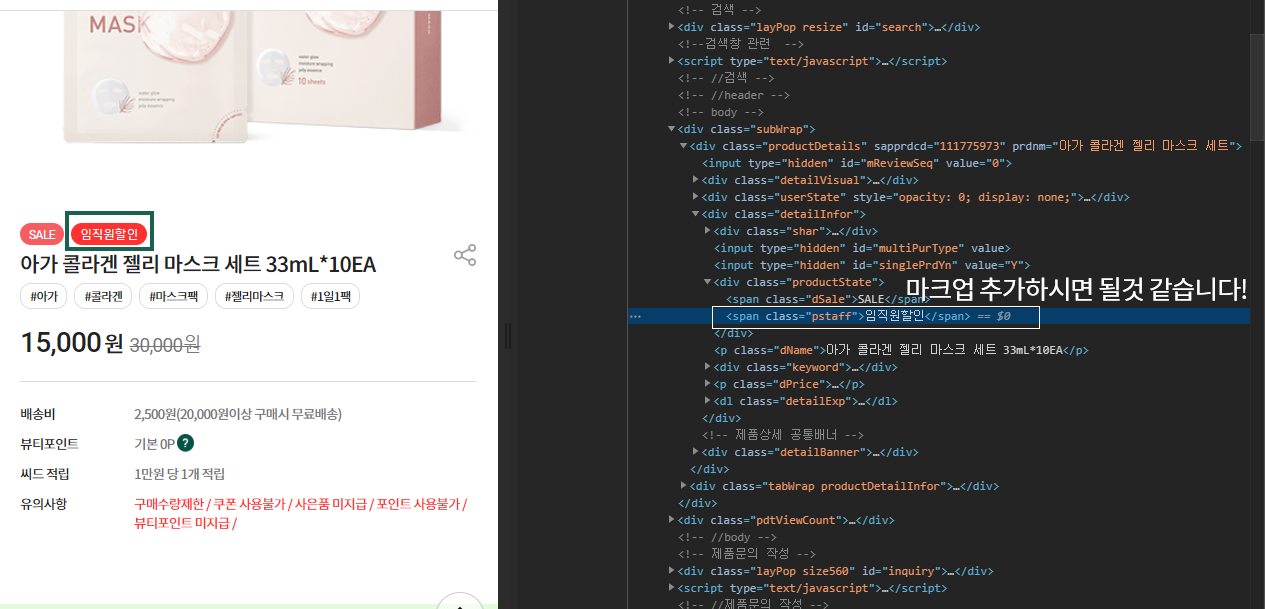 MASK
water glow
moisture wrapping
jelly essence
water glow
moisture wrapping
jelly essence
10 sheets
SALE 임직원할인
아가 콜라겐 젤리 마스크 세트 33mL*10EA
#아가 #콜라겐 #마스크팩 #젤리마스크 #1일1팩
15,000원 30,000원
배송비 2,500원(20,000원이상 구매시 무료배송)
뷰티포인트 기본 0P ?
씨드 적립 1만원 당 1개 적립
유의사항 구매수량제한 / 쿠폰 사용불가 / 사은품 미지급 / 포인트 사용불가 /
뷰티포인트 미지급 /
<!-- 검색 -->
<div class="layPop resize" id="search">…</div>
<!--검색창 관련  -->
<script type="text/javascript">…</script>
<!-- //검색 -->
<!-- //header -->
<!-- body -->
<div class="subWrap">
<div class="productDetails" sapprdcd="111775973" prdnm="아가 콜라겐 젤리 마스크 세트">
<input type="hidden" id="mReviewSeq" value="0">
<div class="detailVisual">…</div>
<div class="userState" style="opacity: 0; display: none;">…</div>
<div class="detailInfor">
<div class="shar">…</div>
<input type="hidden" id="multiPurType" value>
<input type="hidden" id="singlePrdYn" value="Y">
<div class="productState">
마크업 추가하시면 될것 같습니다!
<span class="dSale">SALE</span>
<span class="pstaff">임직원할인</span> == $0
</div>
<p class="dName">아가 콜라겐 젤리 마스크 세트 33mL*10EA</p>
<div class="keyword">…</div>
<p class="dPrice">…</p>
<dl class="detailExp">…</dl>
</div>
<!-- 제품상세 공통배너 -->
<div class="detailBanner">…</div>
</div>
<div class="tabWrap productDetailInfor">…</div>
</div>
<div class="pdtViewCount">…</div>
<!-- //body -->
<!-- 제품문의 작성 -->
<div class="layPop size560" id="inquiry">…</div>
<script type="text/javascript">…</script>
<!-- //제품문의 작성 -->